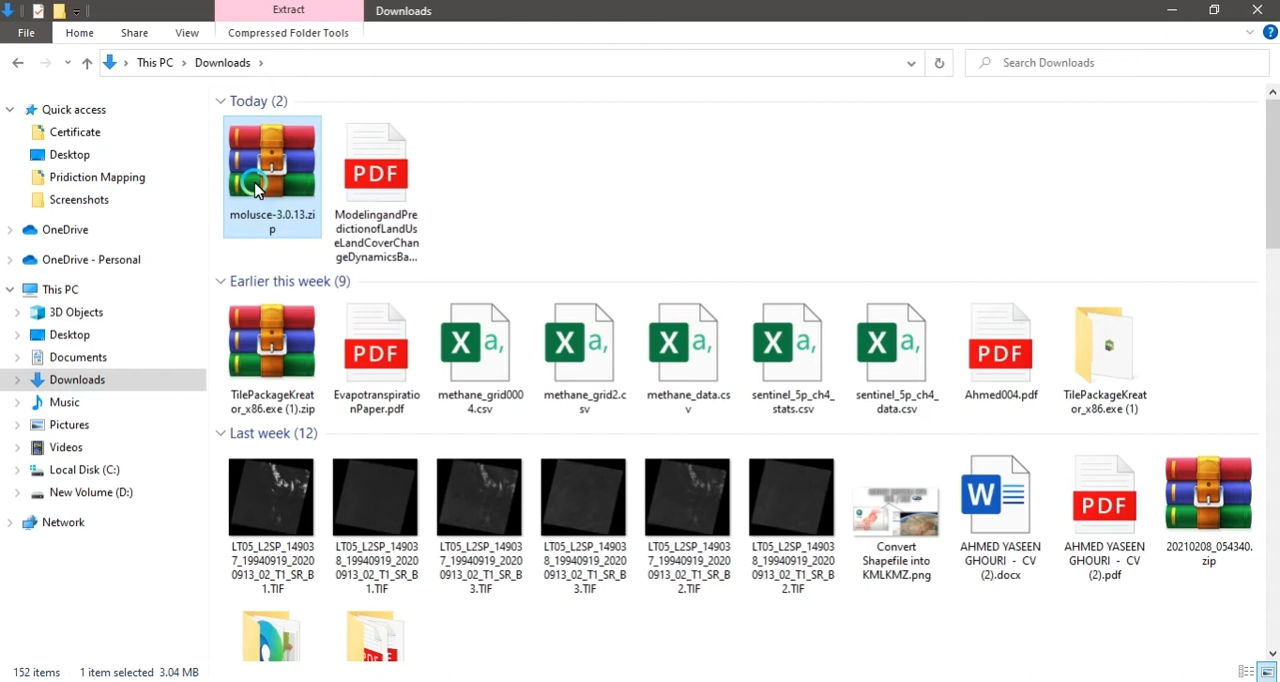 Extract
Downloads
File
Home
Share
View
Compressed Folder Tools
This PC
Downloads
Search Downloads
Quick access
Certificate
Desktop
Pridiction Mapping
Screenshots
OneDrive
OneDrive - Personal
This PC
3D Objects
Desktop
Documents
Downloads
Music
Pictures
Videos
Local Disk (C:)
New Volume (D:)
Network
Today (2)
molusce-3.0.13.zi
p
PDF
ModelingandPre
dictionofLandUs
eLandCoverChan
geDynamicsBa...
Earlier this week (9)
TilePackageKreat
or_x86.exe (1).zip
PDF
Evapotranspiratio
nPaper.pdf
X a,
methane_grid000
4.csv
X a,
methane_grid2.c
sv
X a,
methane_data.cs
v
X a,
sentinel_5p_ch4_
stats.csv
X a,
sentinel_5p_ch4_
data.csv
PDF
Ahmed004.pdf
TilePackageKreat
or_x86.exe (1)
Last week (12)
LT05_L2SP_14903
7_19940919_2020
0913_02_T1_SR_B
1.TIF
LT05_L2SP_14903
8_19940919_2020
0913_02_T1_SR_B
1.TIF
LT05_L2SP_14903
7_19940919_2020
0913_02_T1_SR_B
3.TIF
LT05_L2SP_14903
8_19940919_2020
0913_02_T1_SR_B
3.TIF
LT05_L2SP_14903
7_19940919_2020
0913_02_T1_SR_B
2.TIF
LT05_L2SP_14903
8_19940919_2020
0913_02_T1_SR_B
2.TIF
Convert
Shapefile into
KMLKMZ.png
W
AHMED YASEEN
GHOURI - CV
(2).docx
PDF
AHMED YASEEN
GHOURI - CV
(2).pdf
20210208_054340.
zip
PDF
152 items
1 item selected 3.04 MB